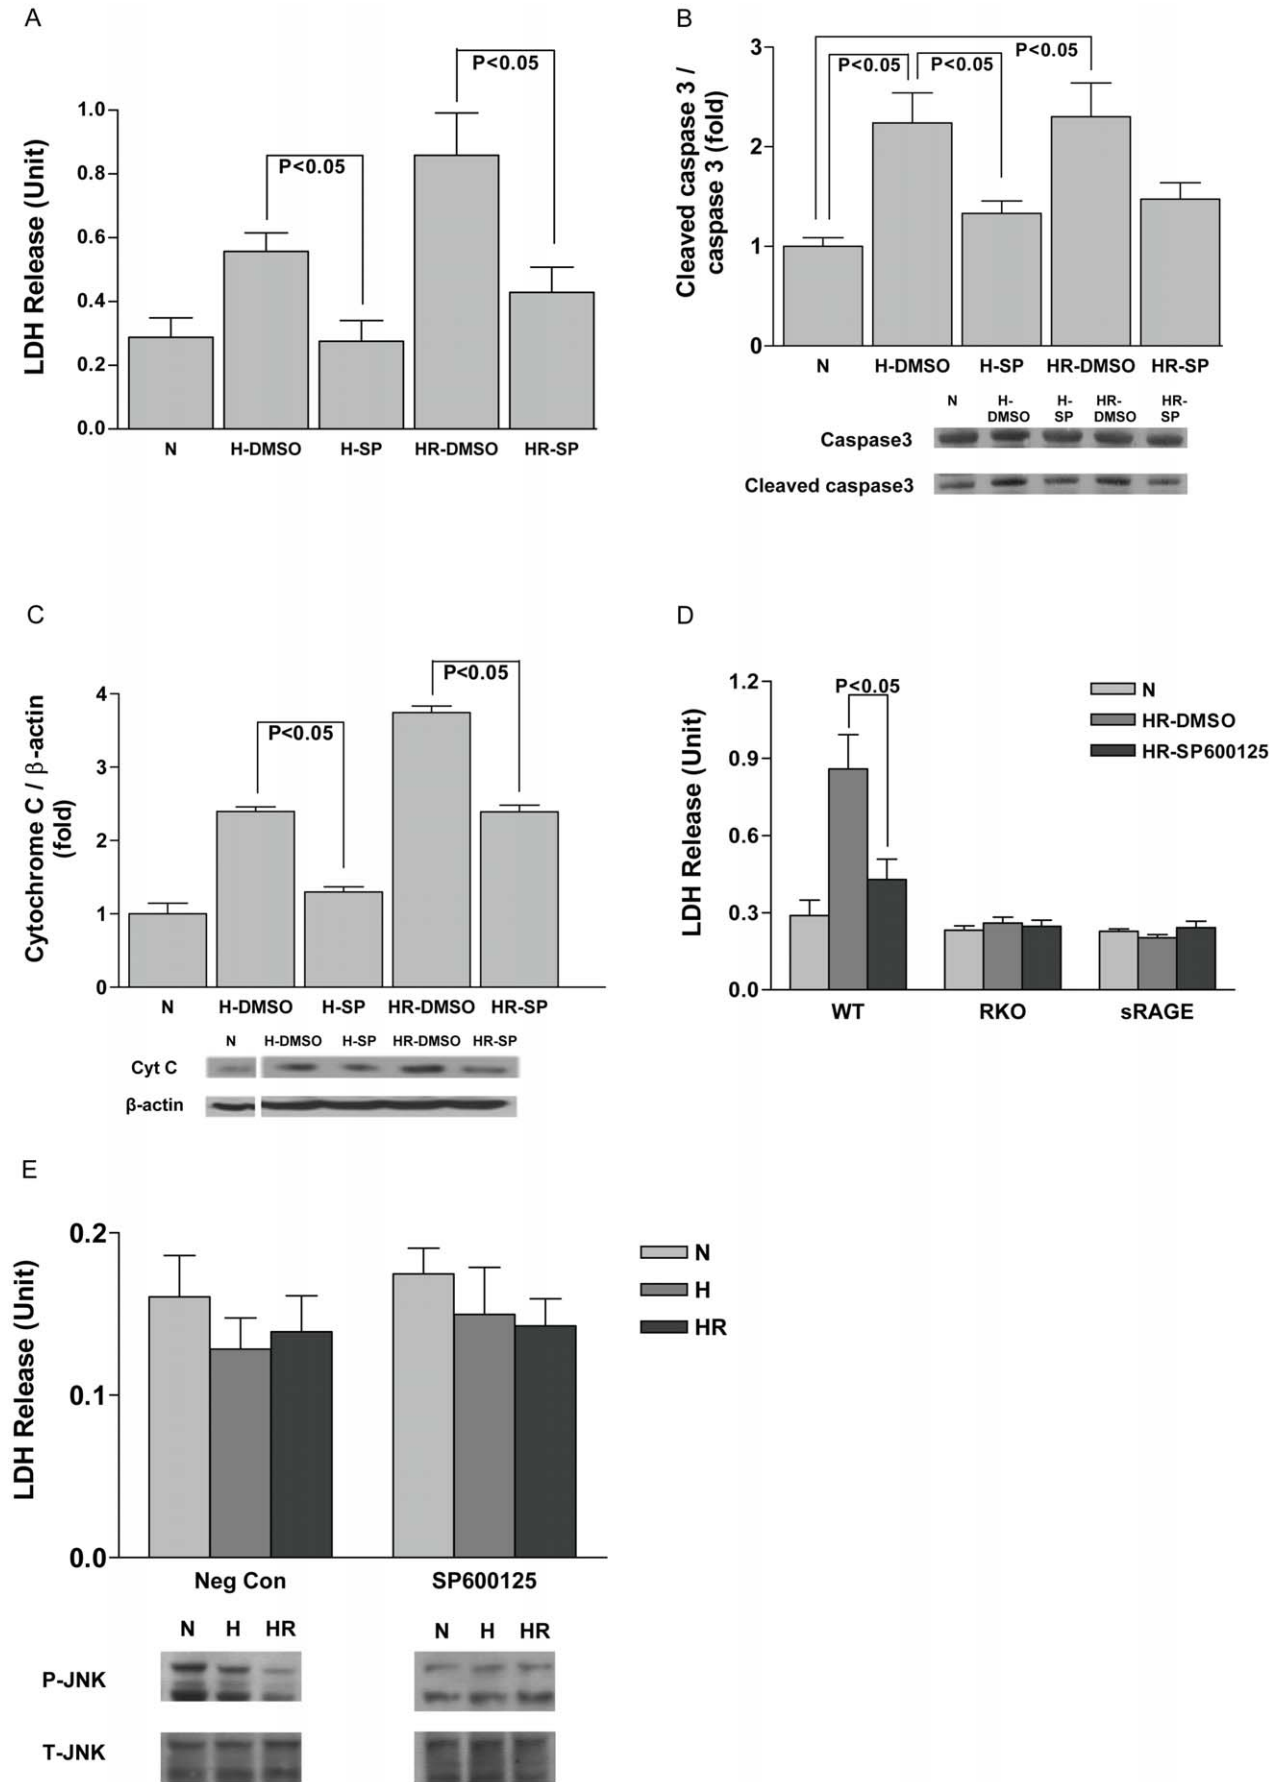 A
LDH Release (Unit)
1.0
0.8
0.6
0.4
0.2
0.0
P<0.05
P<0.05
N H-DMSO H-SP HR-DMSO HR-SP
B
Cleaved caspase 3 /
caspase 3 (fold)
3
2
1
0
P<0.05
P<0.05
P<0.05
N H-DMSO H-SP HR-DMSO HR-SP
N H-DMSO H-SP HR-DMSO HR-SP
Caspase3
Cleaved caspase3
C
Cytochrome C / β-actin
(fold)
4
3
2
1
0
P<0.05
P<0.05
N H-DMSO H-SP HR-DMSO HR-SP
N H-DMSO H-SP HR-DMSO HR-SP
Cyt C
β-actin
D
LDH Release (Unit)
1.2
0.9
0.6
0.3
0.0
P<0.05
N
HR-DMSO
HR-SP600125
WT RKO sRAGE
E
LDH Release (Unit)
0.2
0.1
0.0
N
H
HR
Neg Con SP600125
N H HR N H HR
P-JNK
T-JNK